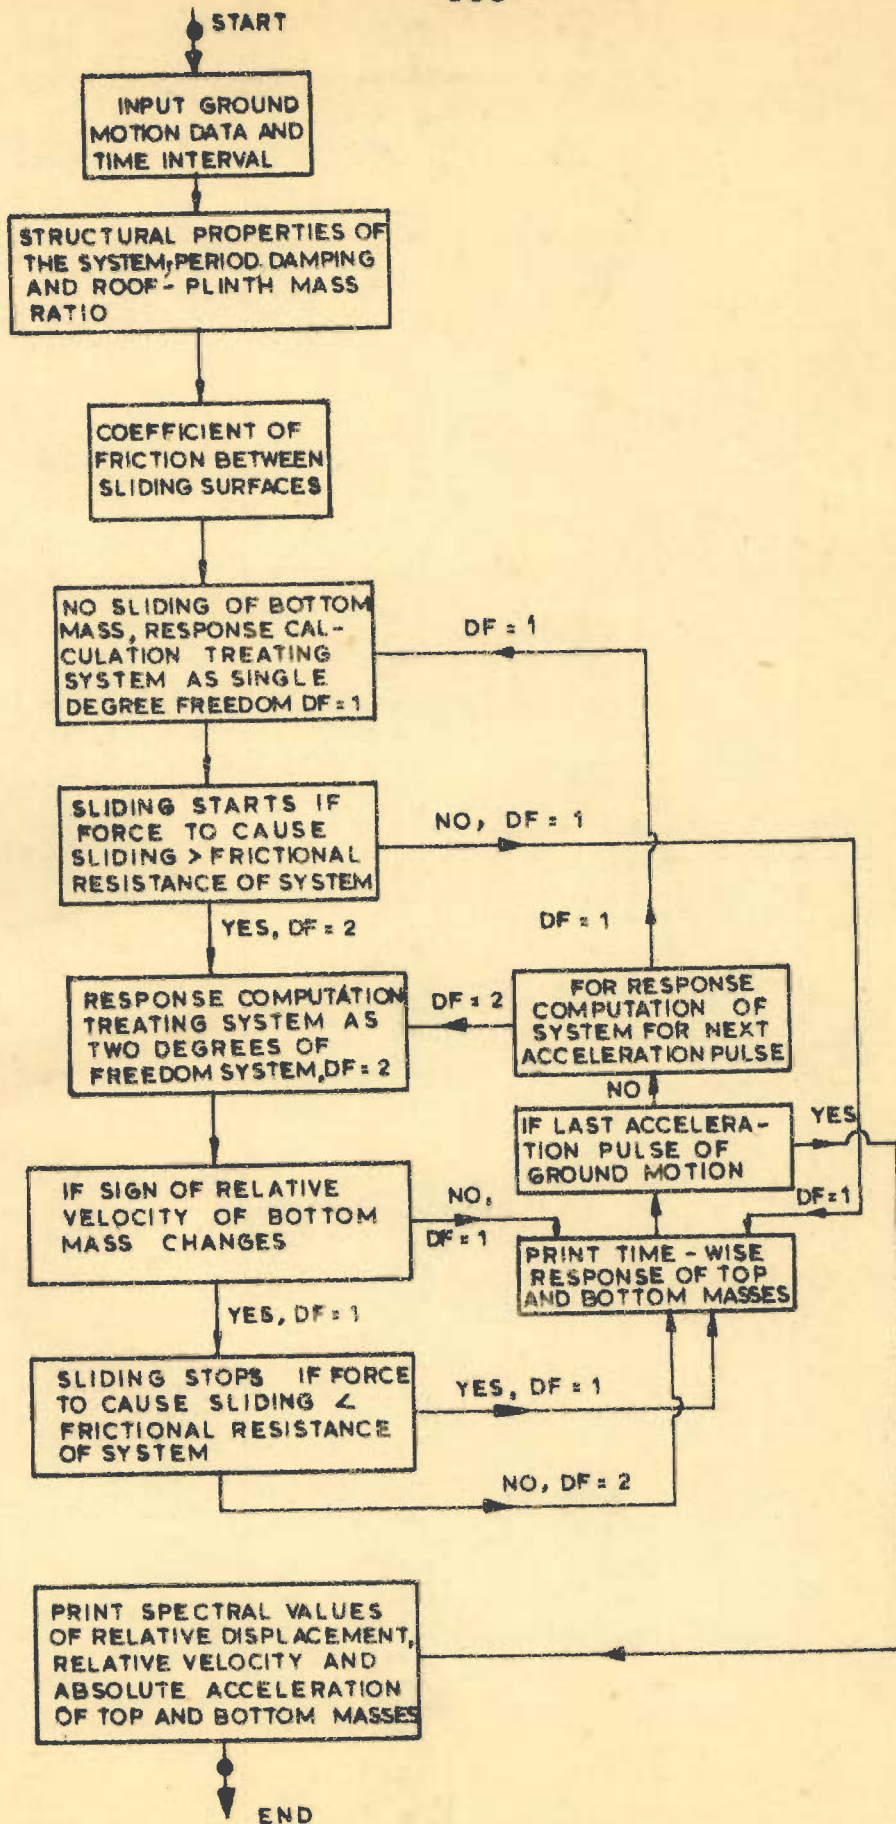 START
INPUT GROUND
MOTION DATA AND
TIME INTERVAL
STRUCTURAL PROPERTIES OF
THE SYSTEM, PERIOD. DAMPING
AND ROOF - PLINTH MASS
RATIO
COEFFICIENT OF
FRICTION BETWEEN
SLIDING SURFACES
NO SLIDING OF BOTTOM
MASS, RESPONSE CAL-
CULATION TREATING
SYSTEM AS SINGLE
DEGREE FREEDOM DF = 1
DF = 1
SLIDING STARTS IF
FORCE TO CAUSE
SLIDING > FRICTIONAL
RESISTANCE OF SYSTEM
NO, DF = 1
YES, DF = 2
DF = 1
RESPONSE COMPUTATION
TREATING SYSTEM AS
TWO DEGREES OF
FREEDOM SYSTEM, DF = 2
DF = 2
FOR RESPONSE
COMPUTATION OF
SYSTEM FOR NEXT
ACCELERATION PULSE
NO
IF LAST ACCELERA-
TION PULSE OF
GROUND MOTION
YES
IF SIGN OF RELATIVE
VELOCITY OF BOTTOM
MASS CHANGES
NO,
DF = 1
DF = 1
PRINT TIME - WISE
RESPONSE OF TOP
AND BOTTOM MASSES
YES, DF = 1
SLIDING STOPS IF FORCE
TO CAUSE SLIDING <
FRICTIONAL RESISTANCE
OF SYSTEM
YES, DF = 1
NO, DF = 2
PRINT SPECTRAL VALUES
OF RELATIVE DISPLACEMENT,
RELATIVE VELOCITY AND
ABSOLUTE ACCELERATION
OF TOP AND BOTTOM MASSES
END